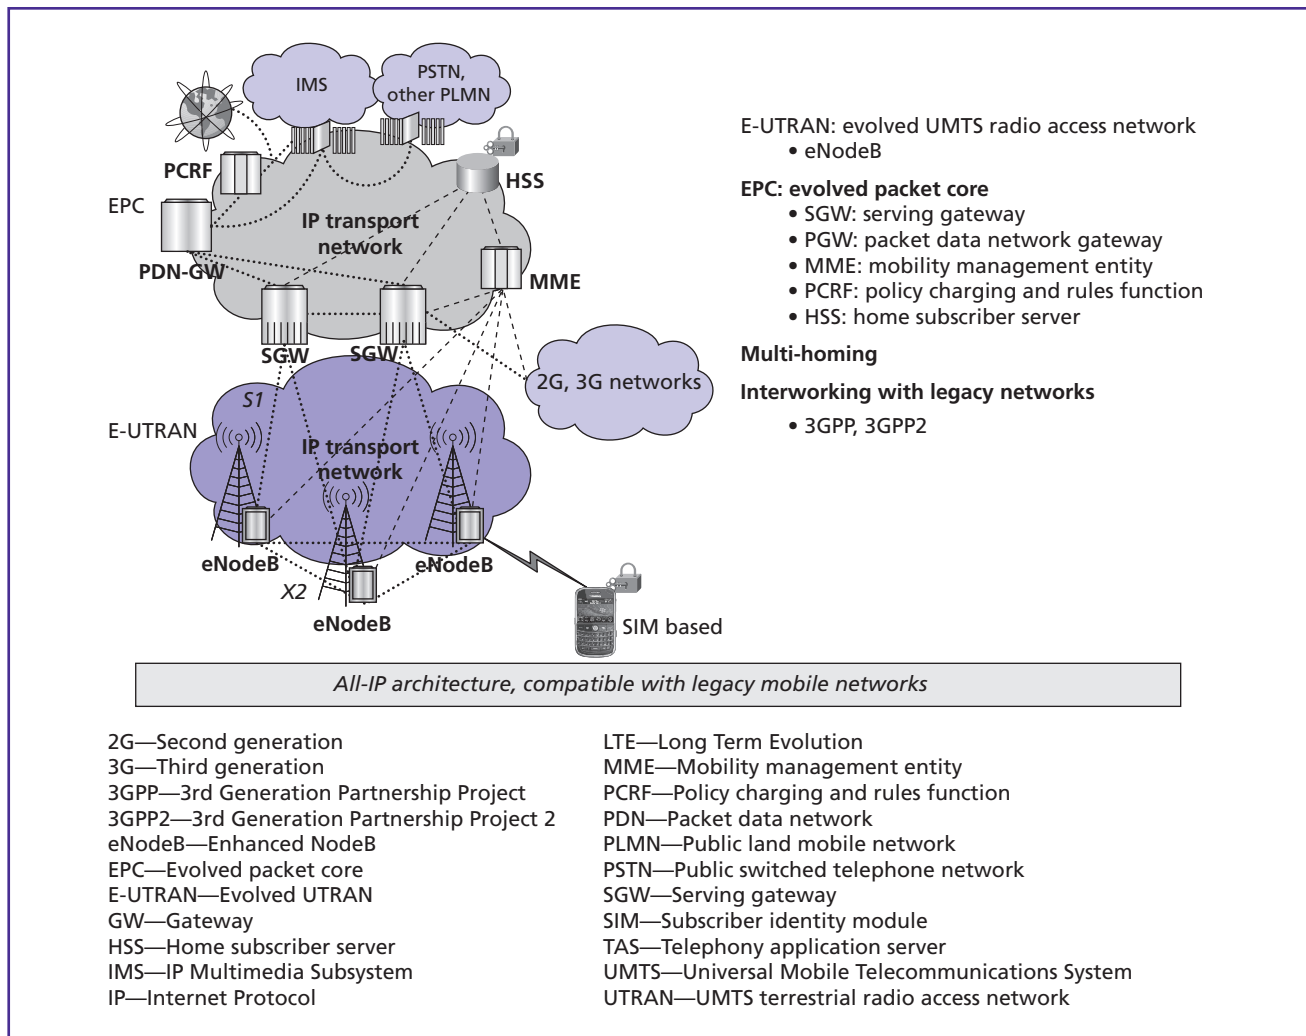 IMS
PSTN,
other PLMN
PCRF
HSS
EPC
IP transport
network
PDN-GW
MME
SGW
SGW
2G, 3G networks
S1
E-UTRAN
IP transport
network
eNodeB
eNodeB
X2
eNodeB
SIM based
E-UTRAN: evolved UMTS radio access network
• eNodeB
EPC: evolved packet core
• SGW: serving gateway
• PGW: packet data network gateway
• MME: mobility management entity
• PCRF: policy charging and rules function
• HSS: home subscriber server
Multi-homing
Interworking with legacy networks
• 3GPP, 3GPP2
All-IP architecture, compatible with legacy mobile networks
2G—Second generation
3G—Third generation
3GPP—3rd Generation Partnership Project
3GPP2—3rd Generation Partnership Project 2
eNodeB—Enhanced NodeB
EPC—Evolved packet core
E-UTRAN—Evolved UTRAN
GW—Gateway
HSS—Home subscriber server
IMS—IP Multimedia Subsystem
IP—Internet Protocol
LTE—Long Term Evolution
MME—Mobility management entity
PCRF—Policy charging and rules function
PDN—Packet data network
PLMN—Public land mobile network
PSTN—Public switched telephone network
SGW—Serving gateway
SIM—Subscriber identity module
TAS—Telephony application server
UMTS—Universal Mobile Telecommunications System
UTRAN—UMTS terrestrial radio access network